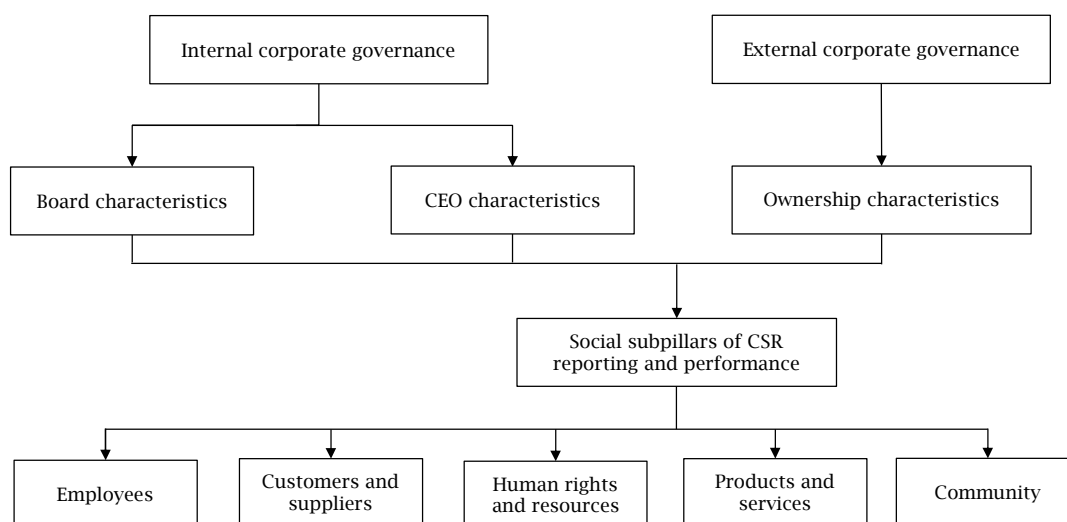 Internal corporate governance
External corporate governance
Board characteristics
CEO characteristics
Ownership characteristics
Social subpillars of CSR
reporting and performance
Employees
Customers and
suppliers
Human rights
and resources
Products and
services
Community